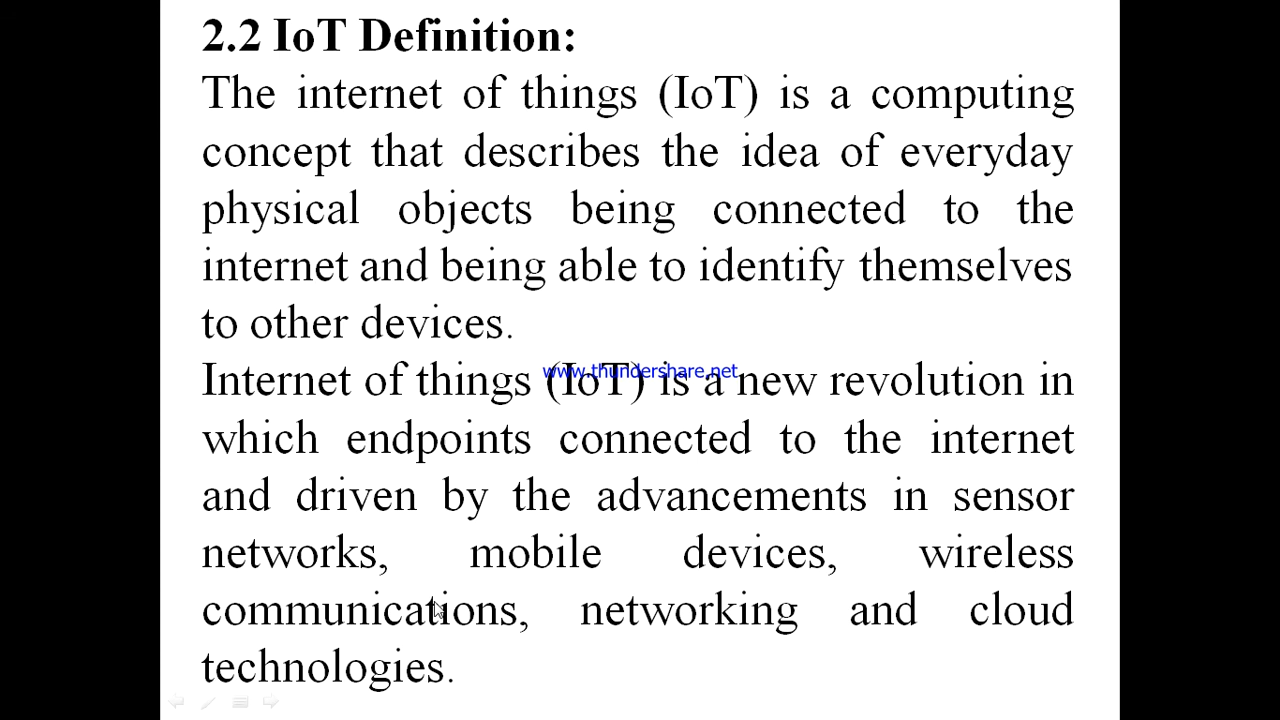 2.2 IoT Definition:
The internet of things (IoT) is a computing
concept that describes the idea of everyday
physical objects being connected to the
internet and being able to identify themselves
to other devices.
www.thundershare.net
Internet of things (IoT) is a new revolution in
which endpoints connected to the internet
and driven by the advancements in sensor
networks, mobile devices, wireless
communications, networking and cloud
technologies.